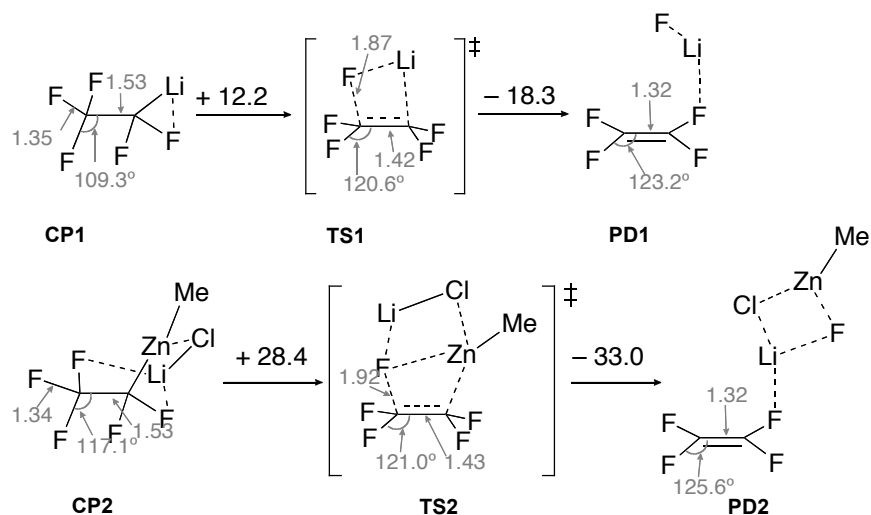 F Li ‡ F Li
F F 1.53 Li 1.87
+ 12.2 – 18.3
F 1.32 F
1.35 F F F F F
F F F F F F
109.3º 120.6º 1.42 123.2º
CP1 TS1 PD1
Me Li Cl ‡ Me
Zn Cl Me Cl Zn
F Li + 28.4 F Zn – 33.0 Li F
F 1.92
1.34 F F F F F 1.32 F
F 1.53 F F F F
117.1º 121.0º 1.43 F 125.6º F
CP2 TS2 PD2